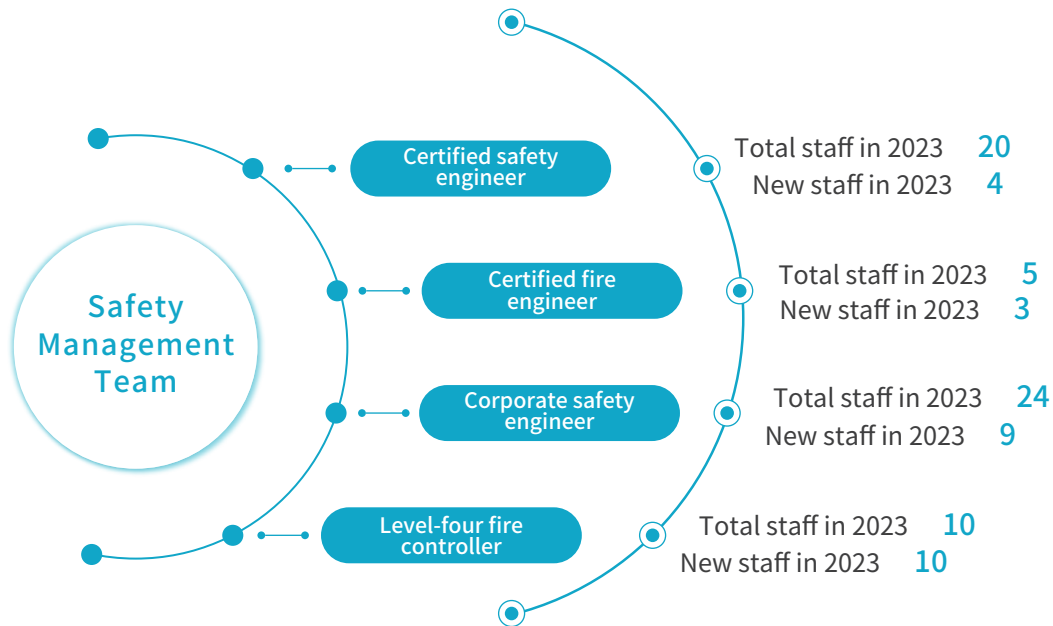 Safety
Management
Team
Certified safety
engineer
Total staff in 2023 20
New staff in 2023 4
Certified fire
engineer
Total staff in 2023 5
New staff in 2023 3
Corporate safety
engineer
Total staff in 2023 24
New staff in 2023 9
Level-four fire
controller
Total staff in 2023 10
New staff in 2023 10